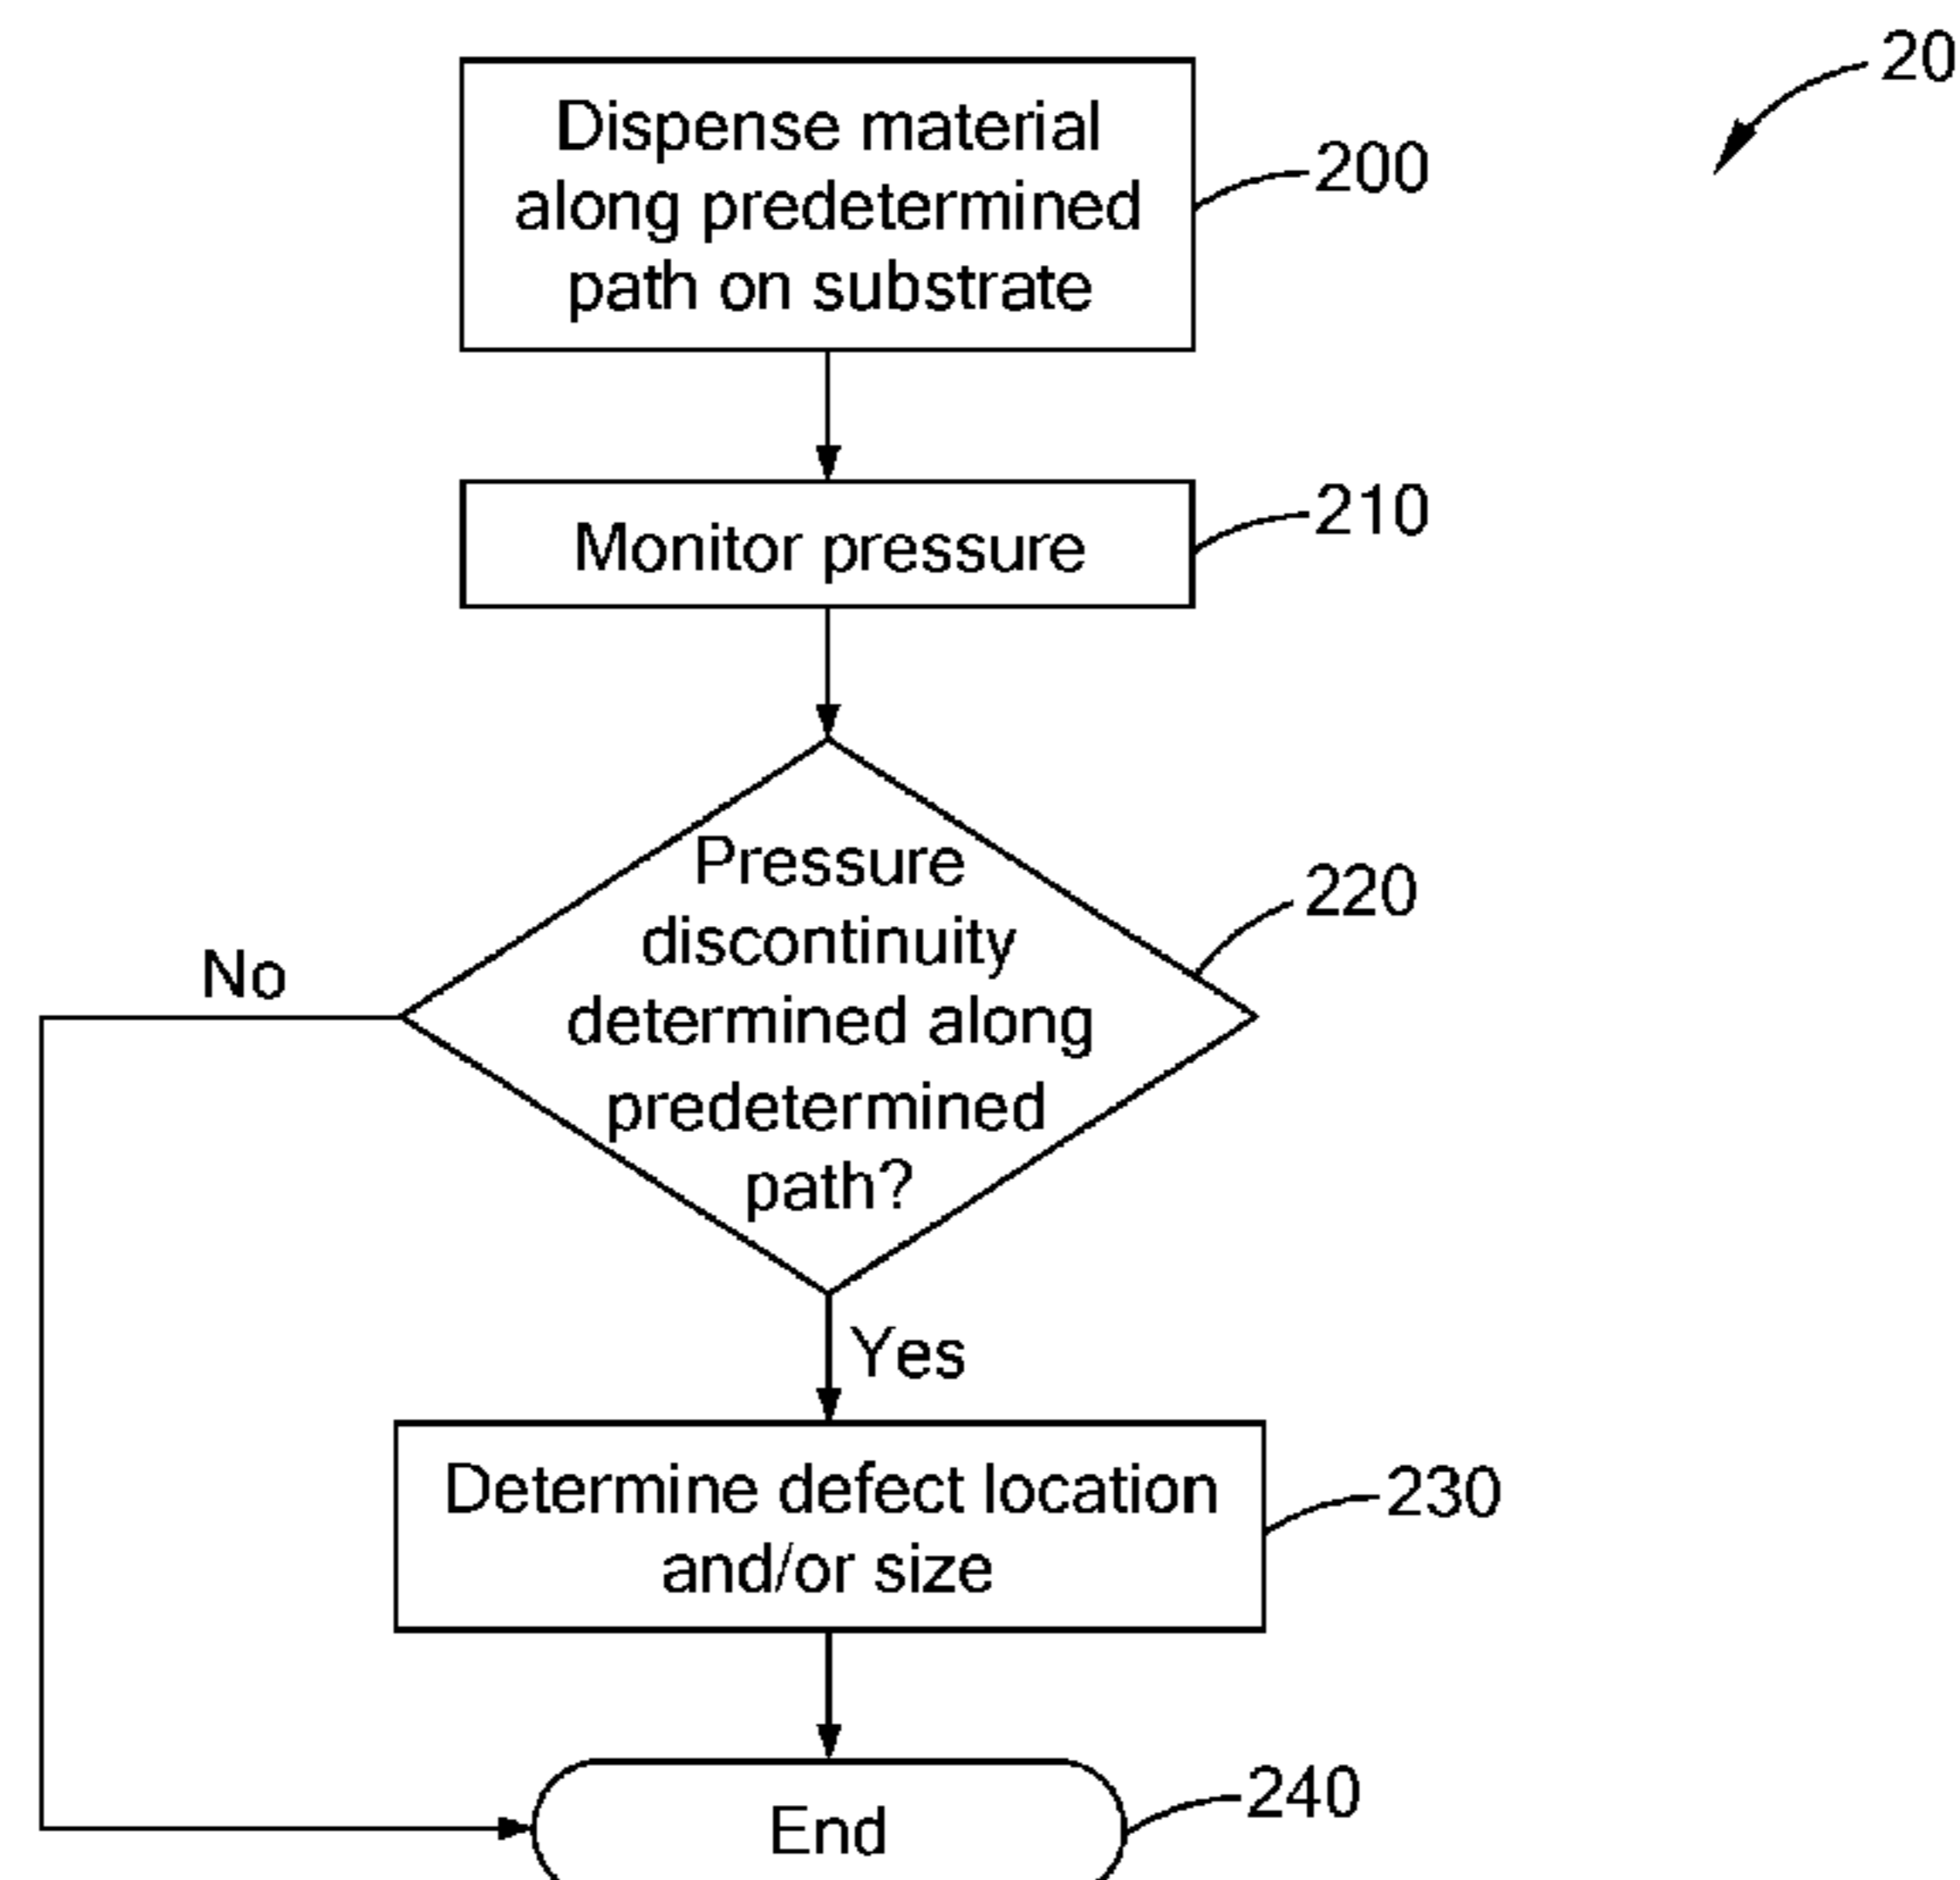 20
Dispense material
along predetermined
path on substrate
200
Monitor pressure
210
Pressure
discontinuity
determined along
predetermined
path?
220
No
Yes
Determine defect location
and/or size
230
End
240